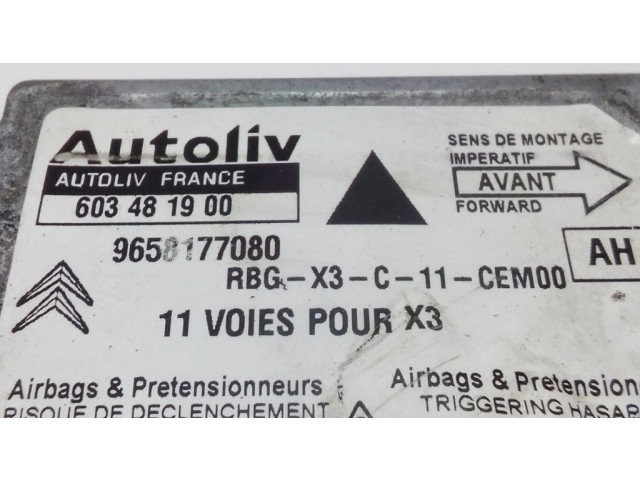 Autoliv
AUTOLIV FRANCE
603 48 19 00
9658177080
RBG-X3-C-11-CEM00
11 VOIES POUR X3
SENS DE MONTAGE
IMPERATIF
AVANT
FORWARD
AH
Airbags & Pretensionneurs
RISQUE DE DECLENCHEMENT
Airbags & Pretension
TRIGGERING HASAR